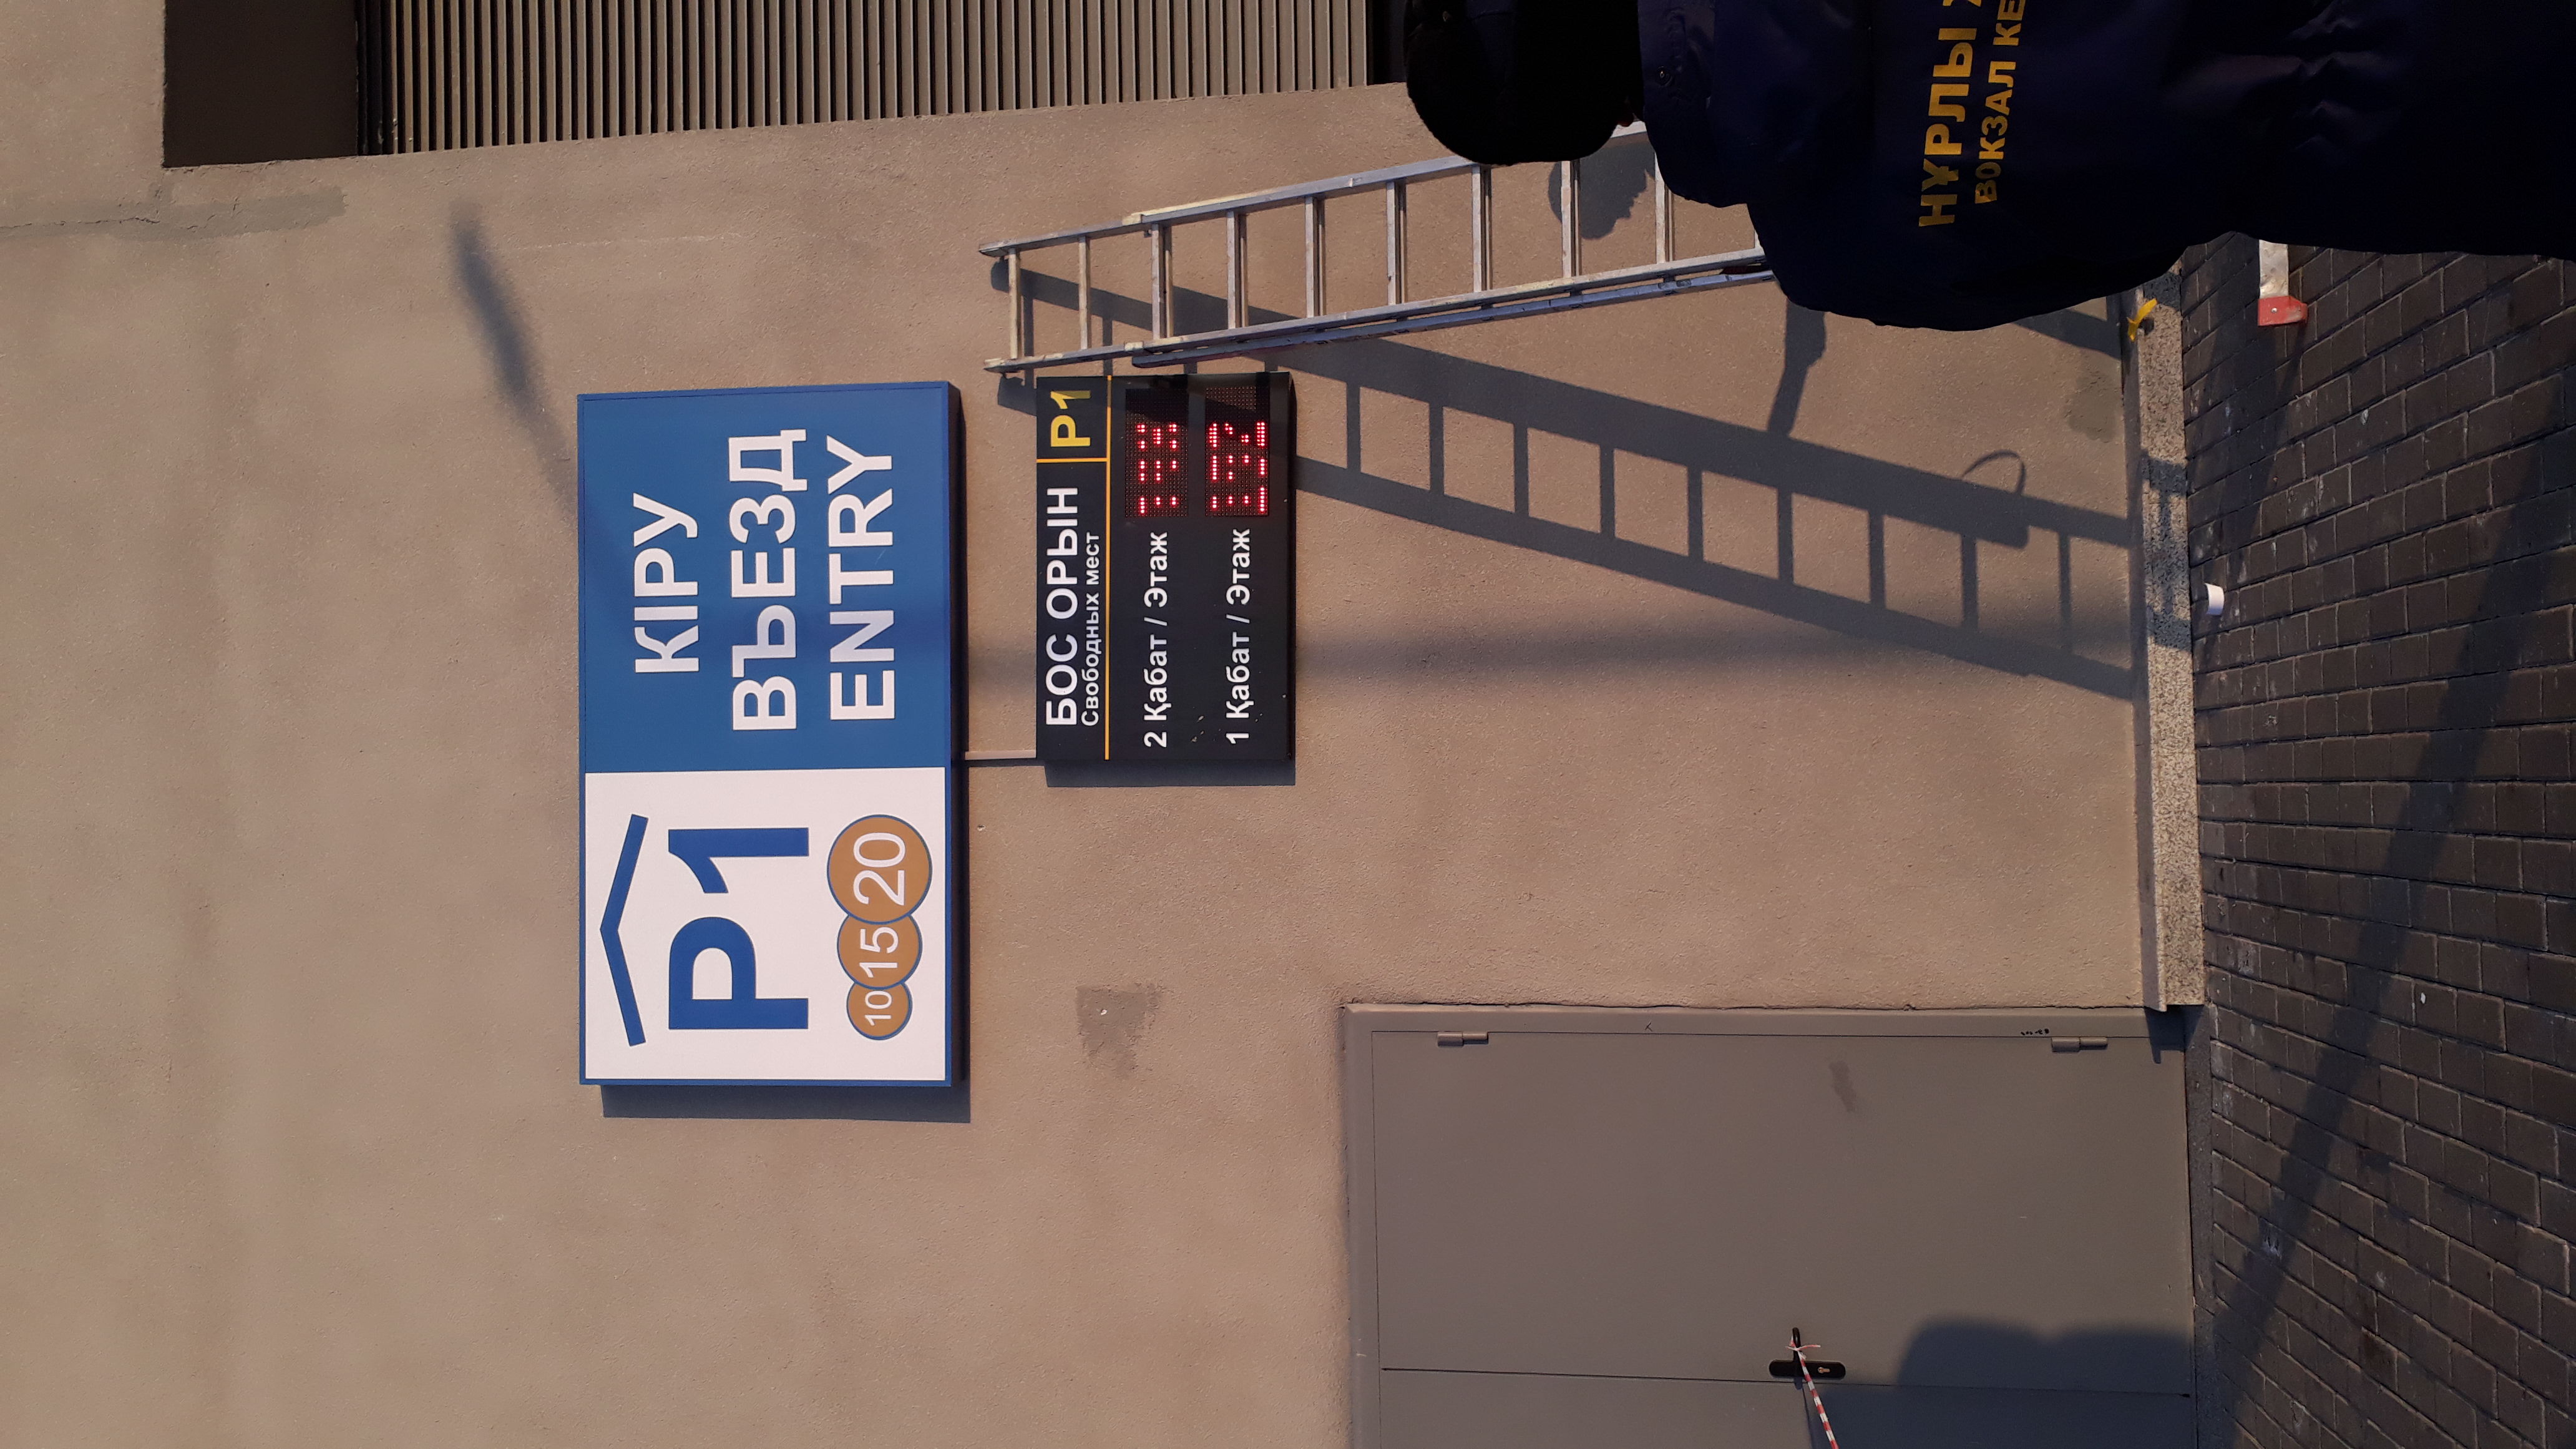 P1
10 15 20
КІРУ
ВЪЕЗД
ENTRY
БОС ОРЫН
Свободных мест
P1
2 Қабат / Этаж
1 Қабат / Этаж
НҰРЛЫ
ВОКЗАЛ